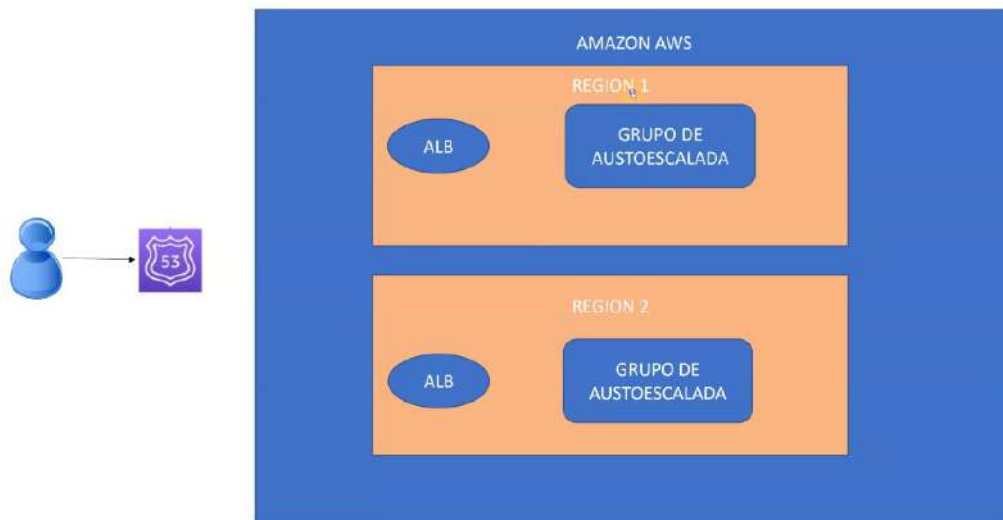 AMAZON AWS
REGION 1
ALB
GRUPO DE
AUSTOESCALADA
53
REGION 2
ALB
GRUPO DE
AUSTOESCALADA